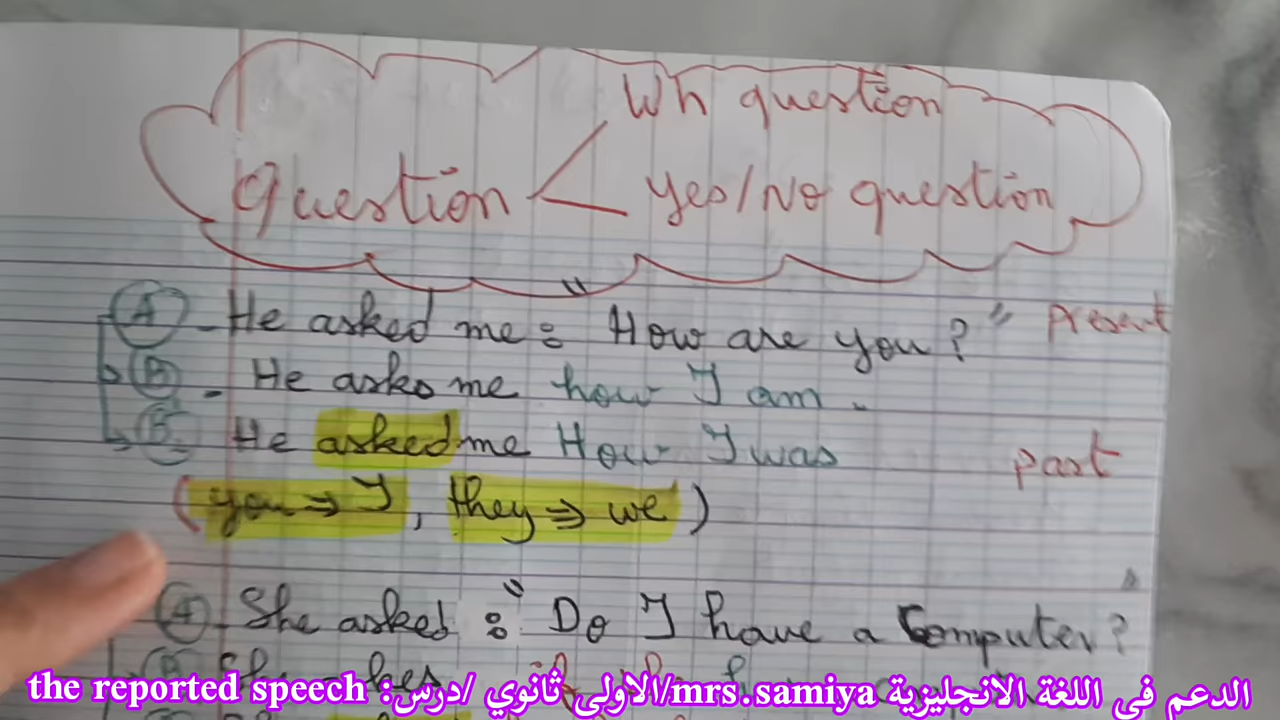 Wh question
Question < Yes/No question
A - He asked me : "How are you?" present
B - He asks me how I am.
B - He asked me How I was past
(you ⇒ I, they ⇒ we)
A - She asked : "Do I have a Computer?"
B She
الدعم في اللغة الانجليزية mrs.samiya/الاولى ثانوي /درس: the reported speech